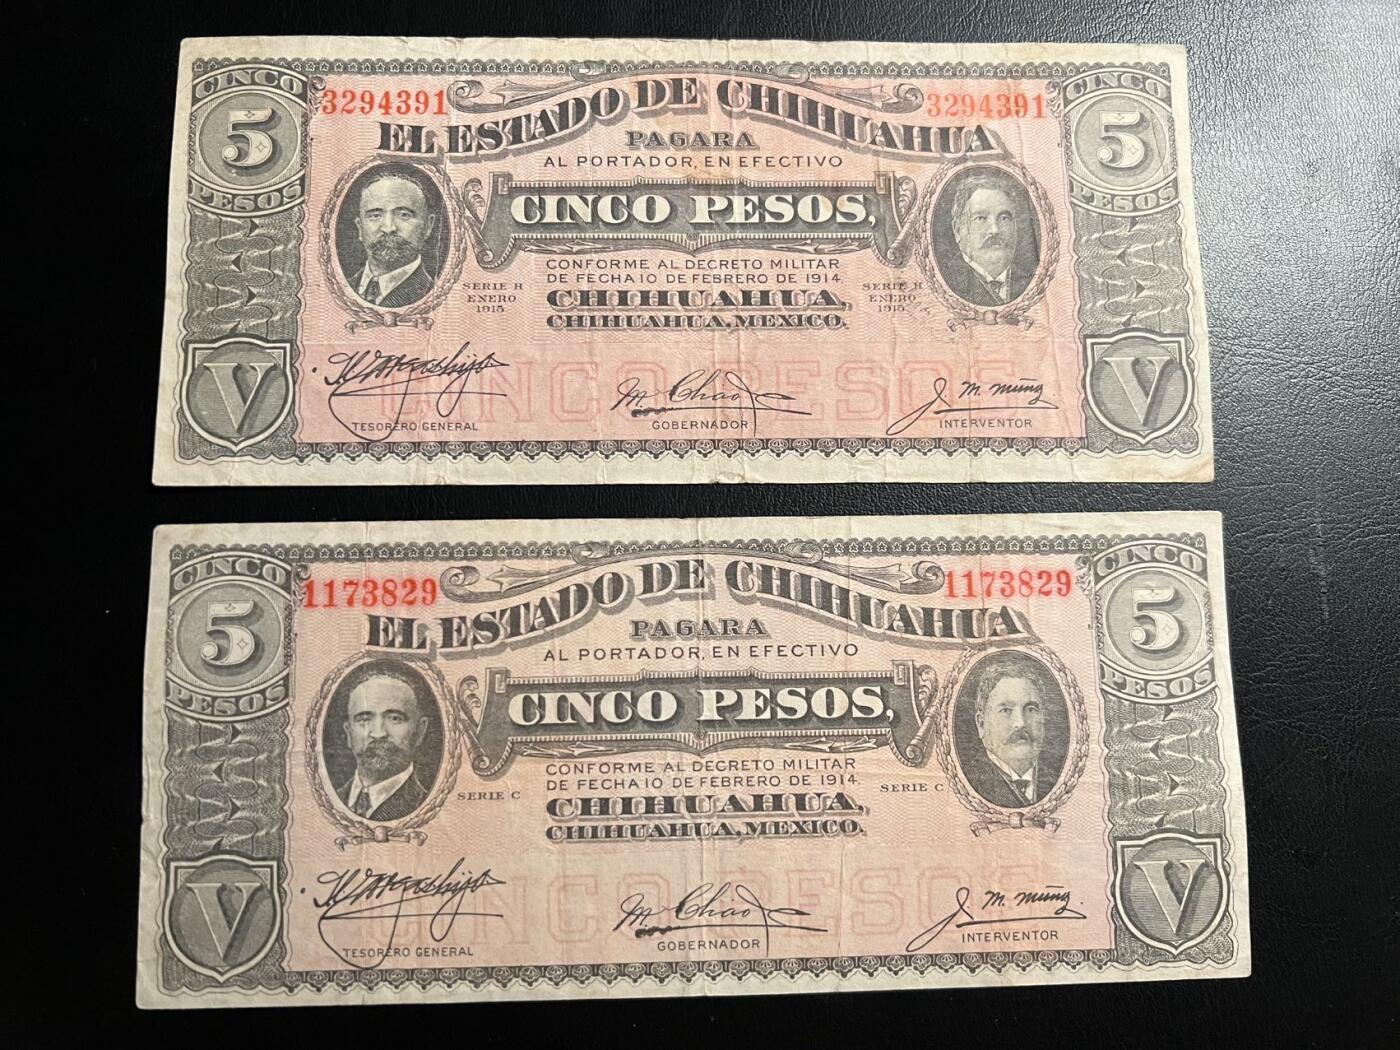 CINCO
5
PESOS
3294391
EL ESTADO DE CHIHUAHUA
3294391
CINCO
5
PESOS
PAGARA
AL PORTADOR, EN EFECTIVO
CINCO PESOS,
CONFORME AL DECRETO MILITAR
DE FECHA 10 DE FEBRERO DE 1914.
SERIE H
ENERO
1915
CHIHUAHUA,
CHIHUAHUA, MEXICO.
SERIE H
ENERO
1915
CINCO PESOS
V
V
TESORERO GENERAL
M Chao
GOBERNADOR
J. M. Muñz
INTERVENTOR
CINCO
5
PESOS
1173829
EL ESTADO DE CHIHUAHUA
1173829
CINCO
5
PESOS
PAGARA
AL PORTADOR, EN EFECTIVO
CINCO PESOS,
CONFORME AL DECRETO MILITAR
DE FECHA 10 DE FEBRERO DE 1914.
SERIE C
CHIHUAHUA,
CHIHUAHUA, MEXICO.
SERIE C
CINCO PESOS
V
V
TESORERO GENERAL
M Chao
GOBERNADOR
J. M. Muñz
INTERVENTOR